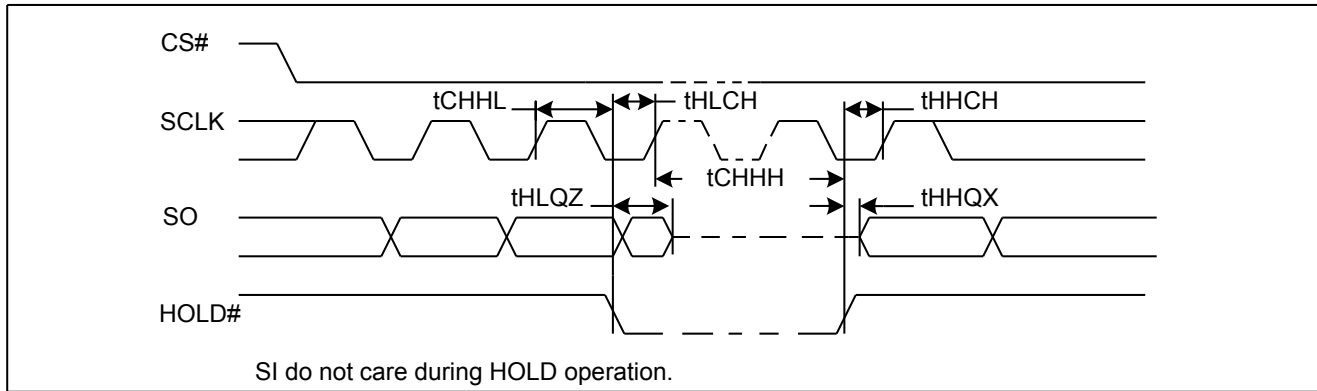 CS#
tCHHL
tHLCH
tHHCH
SCLK
tCHHH
tHLQZ
tHHQX
SO
HOLD#
SI do not care during HOLD operation.